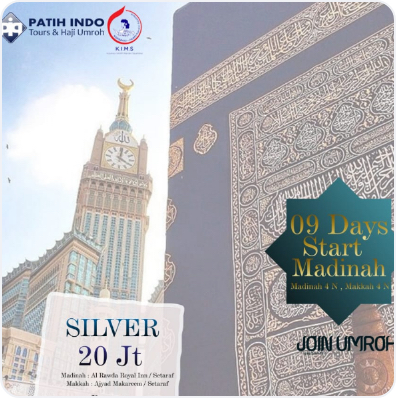 PATIH INDO
Tours & Haji Umroh
KIMS
09 Days
Start
Madinah
Madinah 4 N , Makkah 4 N
SILVER
20 Jt
Madinah : Al Rawda Royal Inn / Setaraf
Makkah : Ajyad Makareem / Setaraf
JOIN UMROH